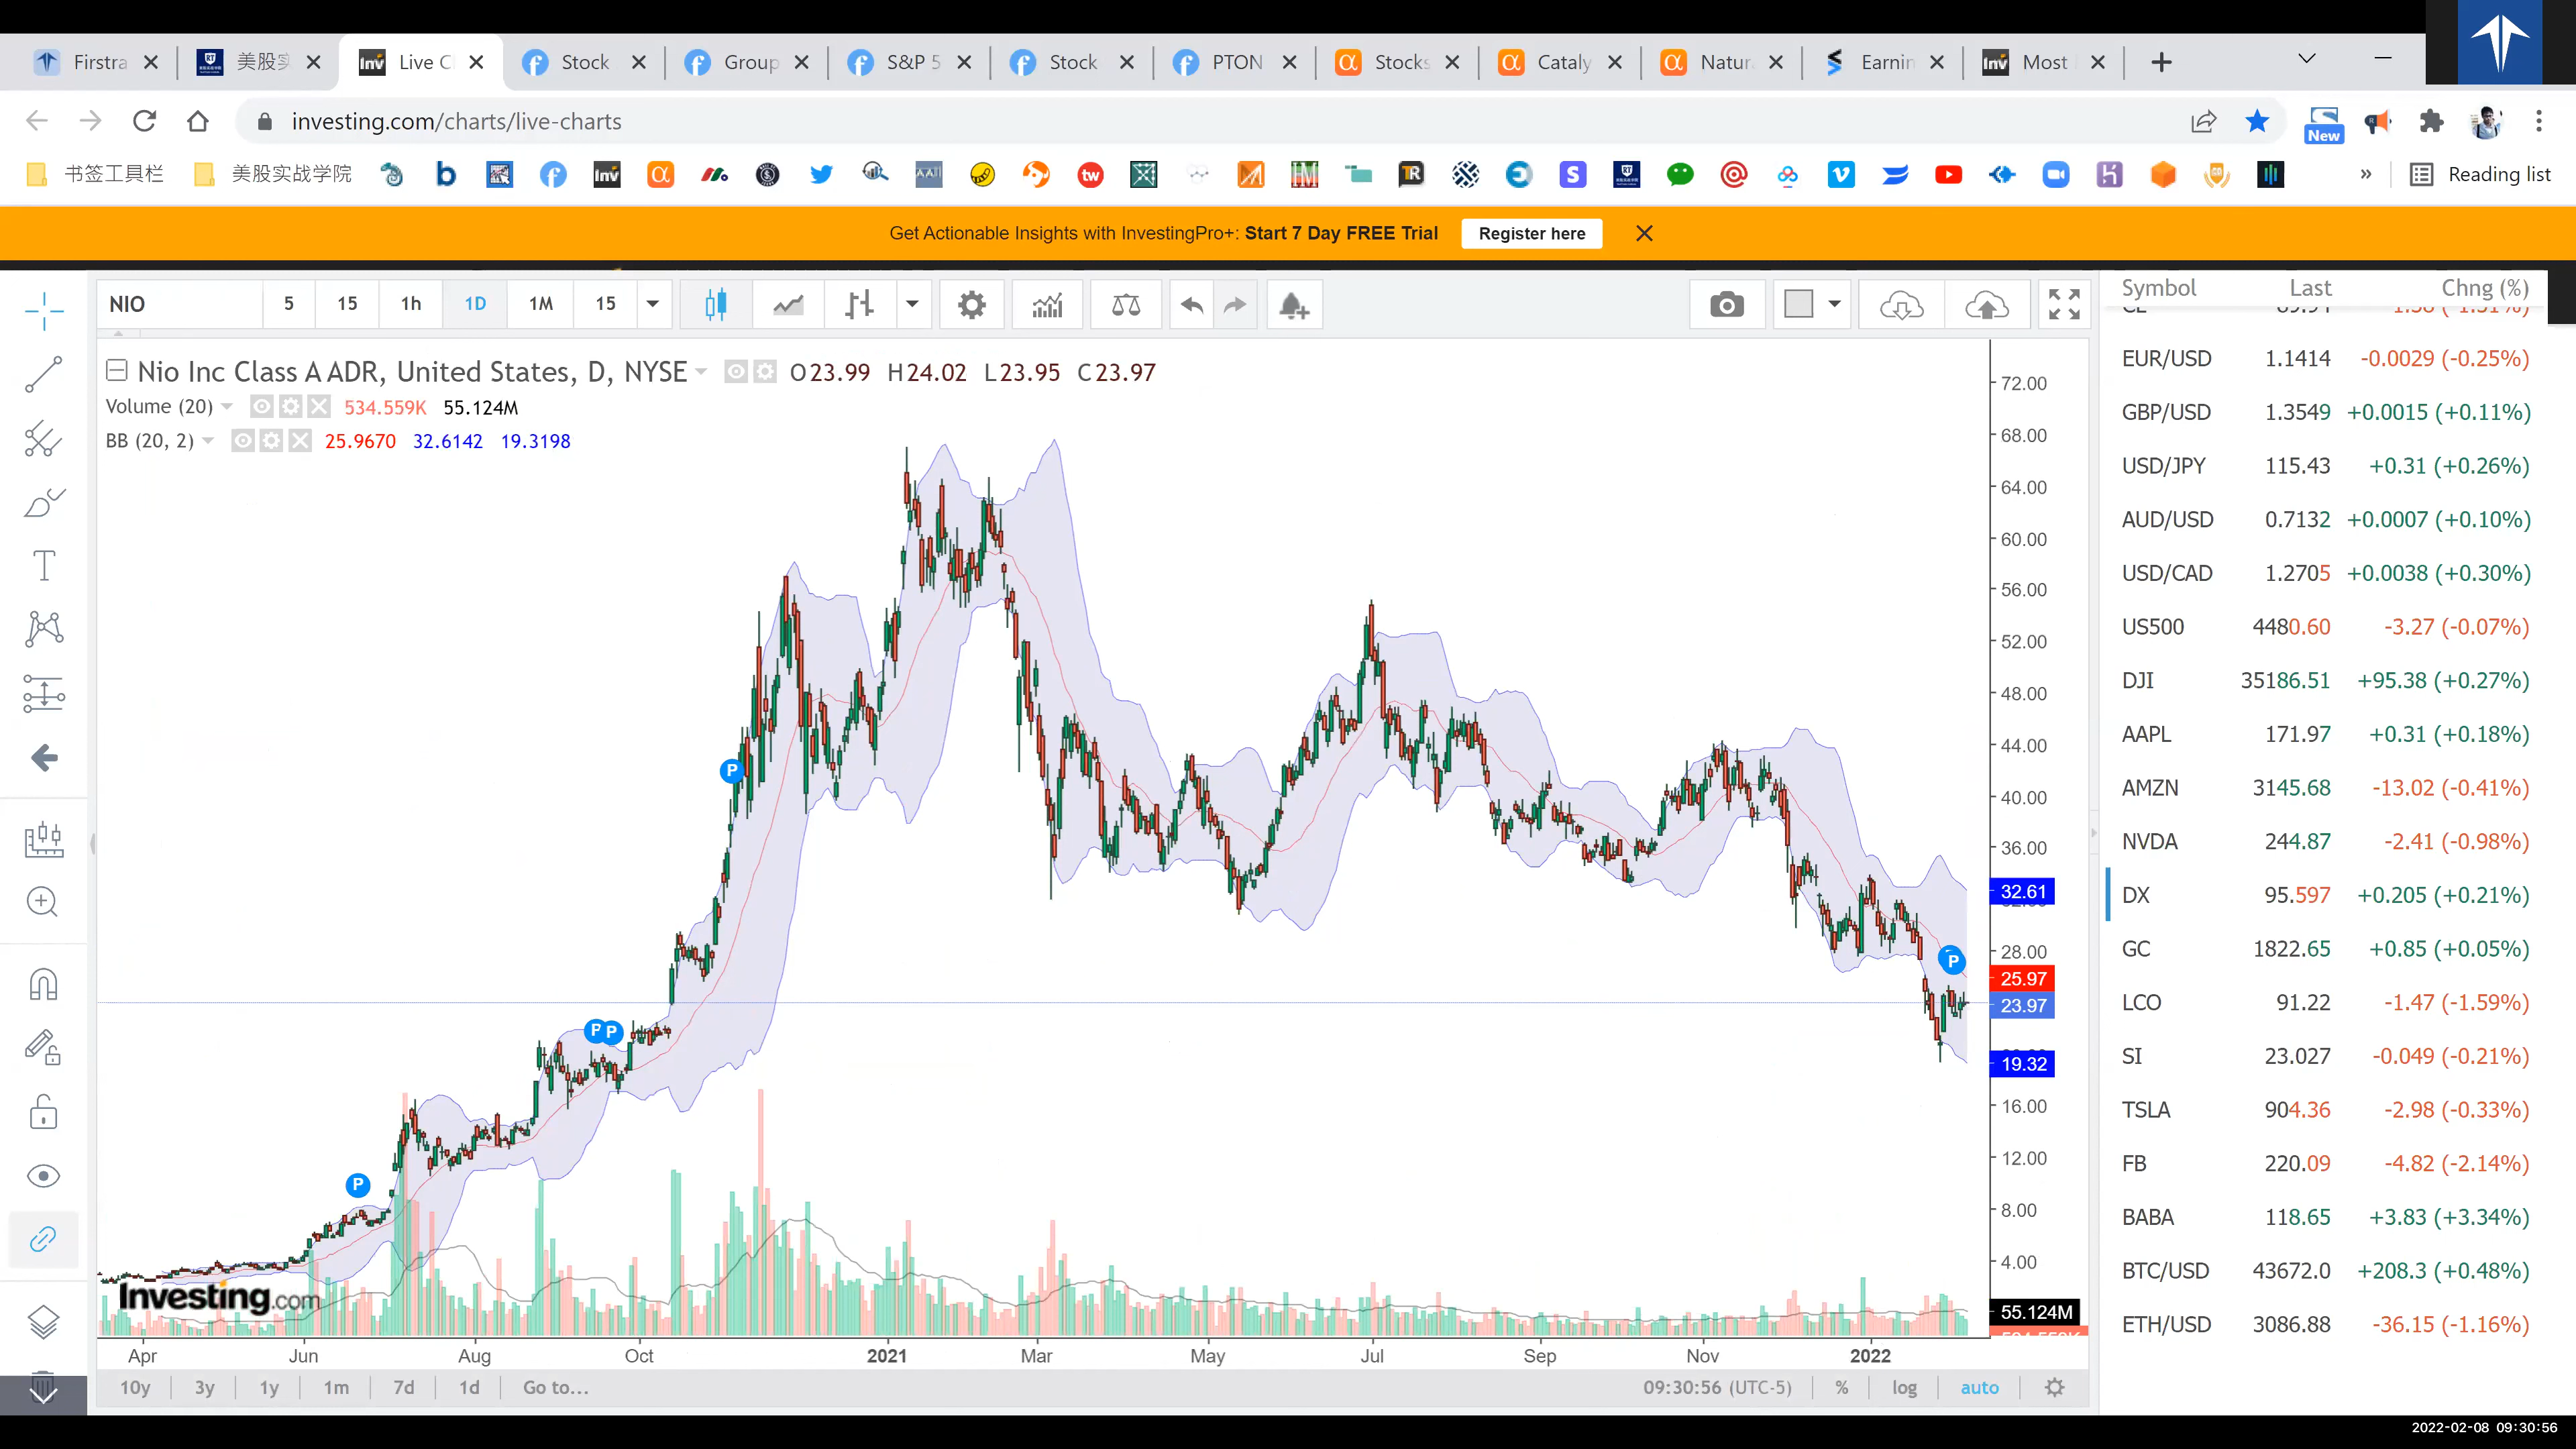 Firstra
美股实
Live C
Stock
Group
S&P 5
Stock
PTON
Stocks
Cataly
Natur
Earnin
Most
investing.com/charts/live-charts
New
书签工具栏 美股实战学院 » Reading list
Get Actionable Insights with InvestingPro+: Start 7 Day FREE Trial Register here
NIO 5 15 1h 1D 1M 15
Symbol Last Chng (%)
Nio Inc Class A ADR, United States, D, NYSE O23.99 H24.02 L23.95 C23.97
Volume (20) 534.559K 55.124M
BB (20, 2) 25.9670 32.6142 19.3198
EUR/USD 1.1414 -0.0029 (-0.25%)
GBP/USD 1.3549 +0.0015 (+0.11%)
USD/JPY 115.43 +0.31 (+0.26%)
AUD/USD 0.7132 +0.0007 (+0.10%)
USD/CAD 1.2705 +0.0038 (+0.30%)
US500 4480.60 -3.27 (-0.07%)
DJI 35186.51 +95.38 (+0.27%)
AAPL 171.97 +0.31 (+0.18%)
AMZN 3145.68 -13.02 (-0.41%)
NVDA 244.87 -2.41 (-0.98%)
DX 95.597 +0.205 (+0.21%)
GC 1822.65 +0.85 (+0.05%)
LCO 91.22 -1.47 (-1.59%)
SI 23.027 -0.049 (-0.21%)
TSLA 904.36 -2.98 (-0.33%)
FB 220.09 -4.82 (-2.14%)
BABA 118.65 +3.83 (+3.34%)
BTC/USD 43672.0 +208.3 (+0.48%)
ETH/USD 3086.88 -36.15 (-1.16%)
72.00
68.00
64.00
60.00
56.00
52.00
48.00
44.00
40.00
36.00
32.61
28.00
25.97
23.97
19.32
16.00
12.00
8.00
4.00
55.124M
P
P
P P
P
Investing.com
Apr Jun Aug Oct 2021 Mar May Jul Sep Nov 2022
10y 3y 1y 1m 7d 1d Go to... 09:30:56 (UTC-5) % log auto
2022-02-08 09:30:56